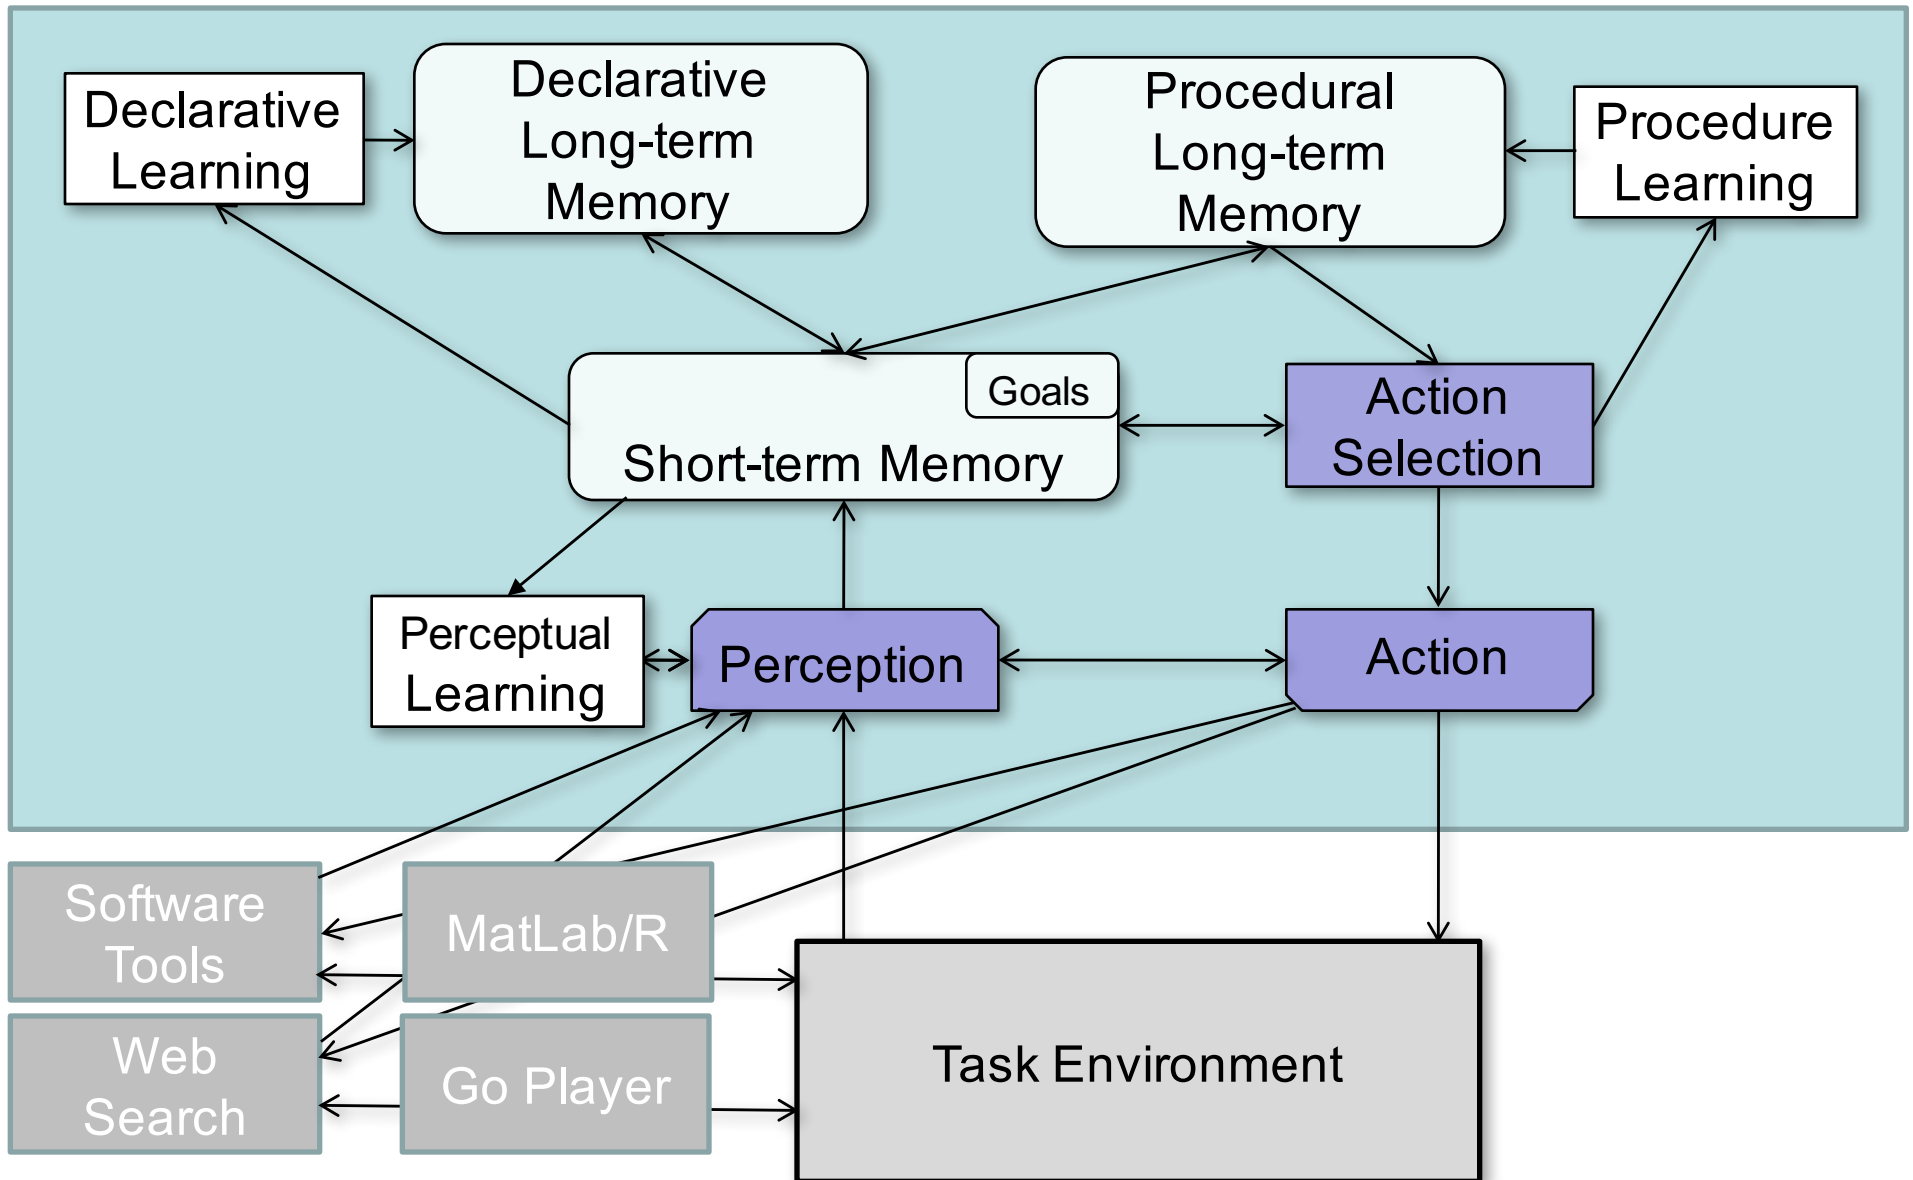 Declarative
Learning
Declarative
Long-term
Memory
Procedural
Long-term
Memory
Procedure
Learning
Goals
Short-term Memory
Action
Selection
Perceptual
Learning
Perception
Action
Software
Tools
MatLab/R
Web
Search
Go Player
Task Environment